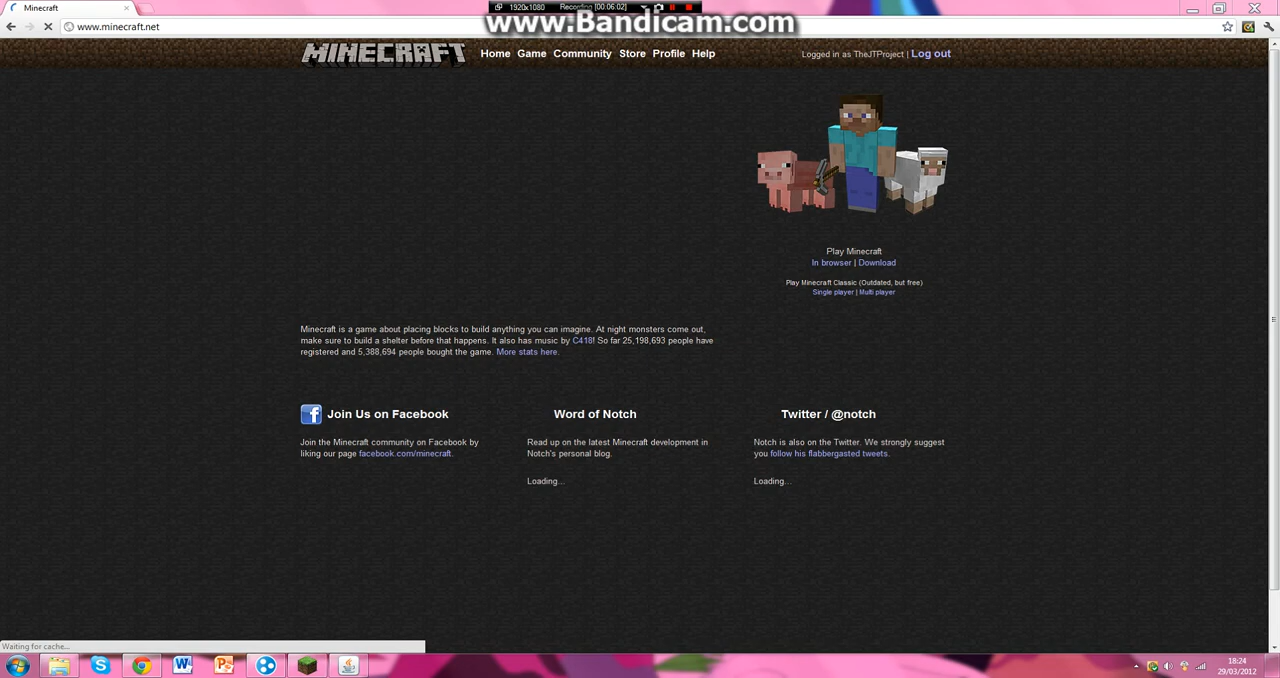 Minecraft
1920x1080 Recording [00:06:02]
www.Bandicam.com
www.minecraft.net
MINECRAFT Home Game Community Store Profile Help Logged in as TheJTProject | Log out
Play Minecraft
In browser | Download
Play Minecraft Classic (Outdated, but free)
Single player | Multi player
Minecraft is a game about placing blocks to build anything you can imagine. At night monsters come out,
make sure to build a shelter before that happens. It also has music by C418! So far 25,198,693 people have
registered and 5,388,694 people bought the game. More stats here.
f Join Us on Facebook
Join the Minecraft community on Facebook by
liking our page facebook.com/minecraft.
Word of Notch
Read up on the latest Minecraft development in
Notch's personal blog.
Loading...
Twitter / @notch
Notch is also on the Twitter. We strongly suggest
you follow his flabbergasted tweets.
Loading...
Waiting for cache...
18:24
29/03/2012